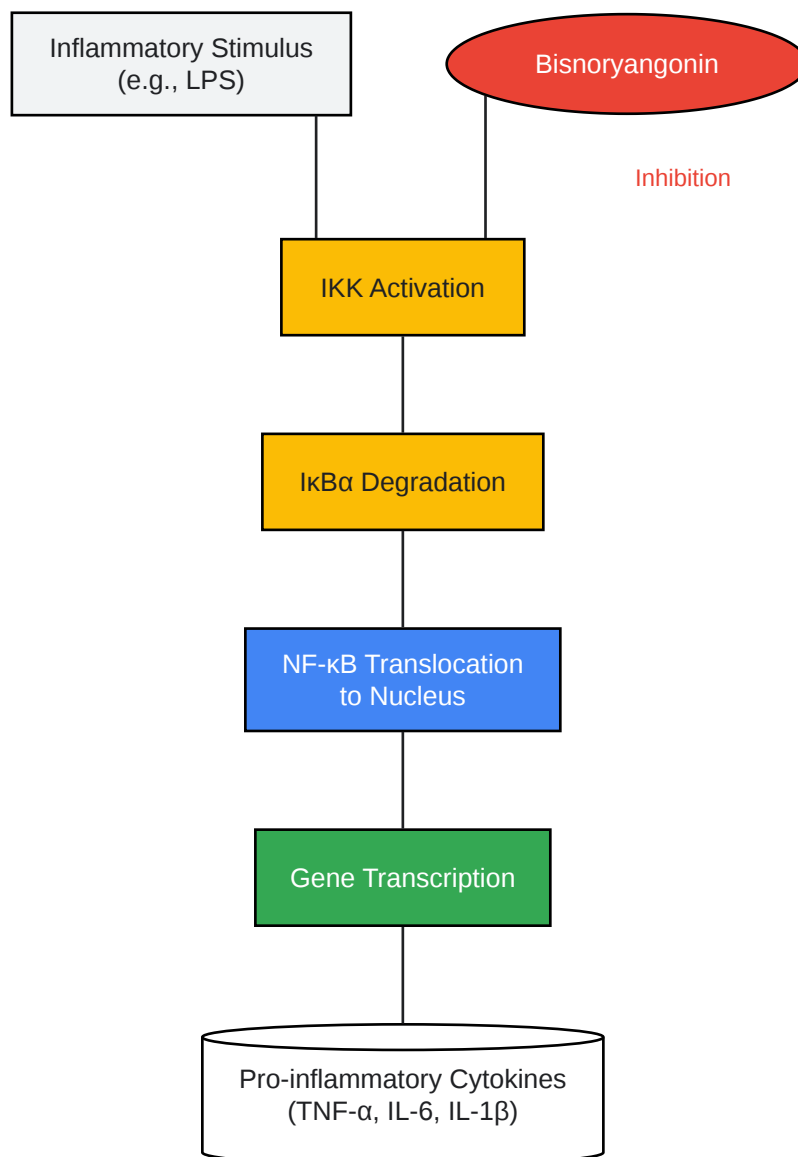 Inflammatory Stimulus
(e.g., LPS)
Bisnoryangonin
Inhibition
IKK Activation
IκBα Degradation
NF-κB Translocation
to Nucleus
Gene Transcription
Pro-inflammatory Cytokines
(TNF-α, IL-6, IL-1β)